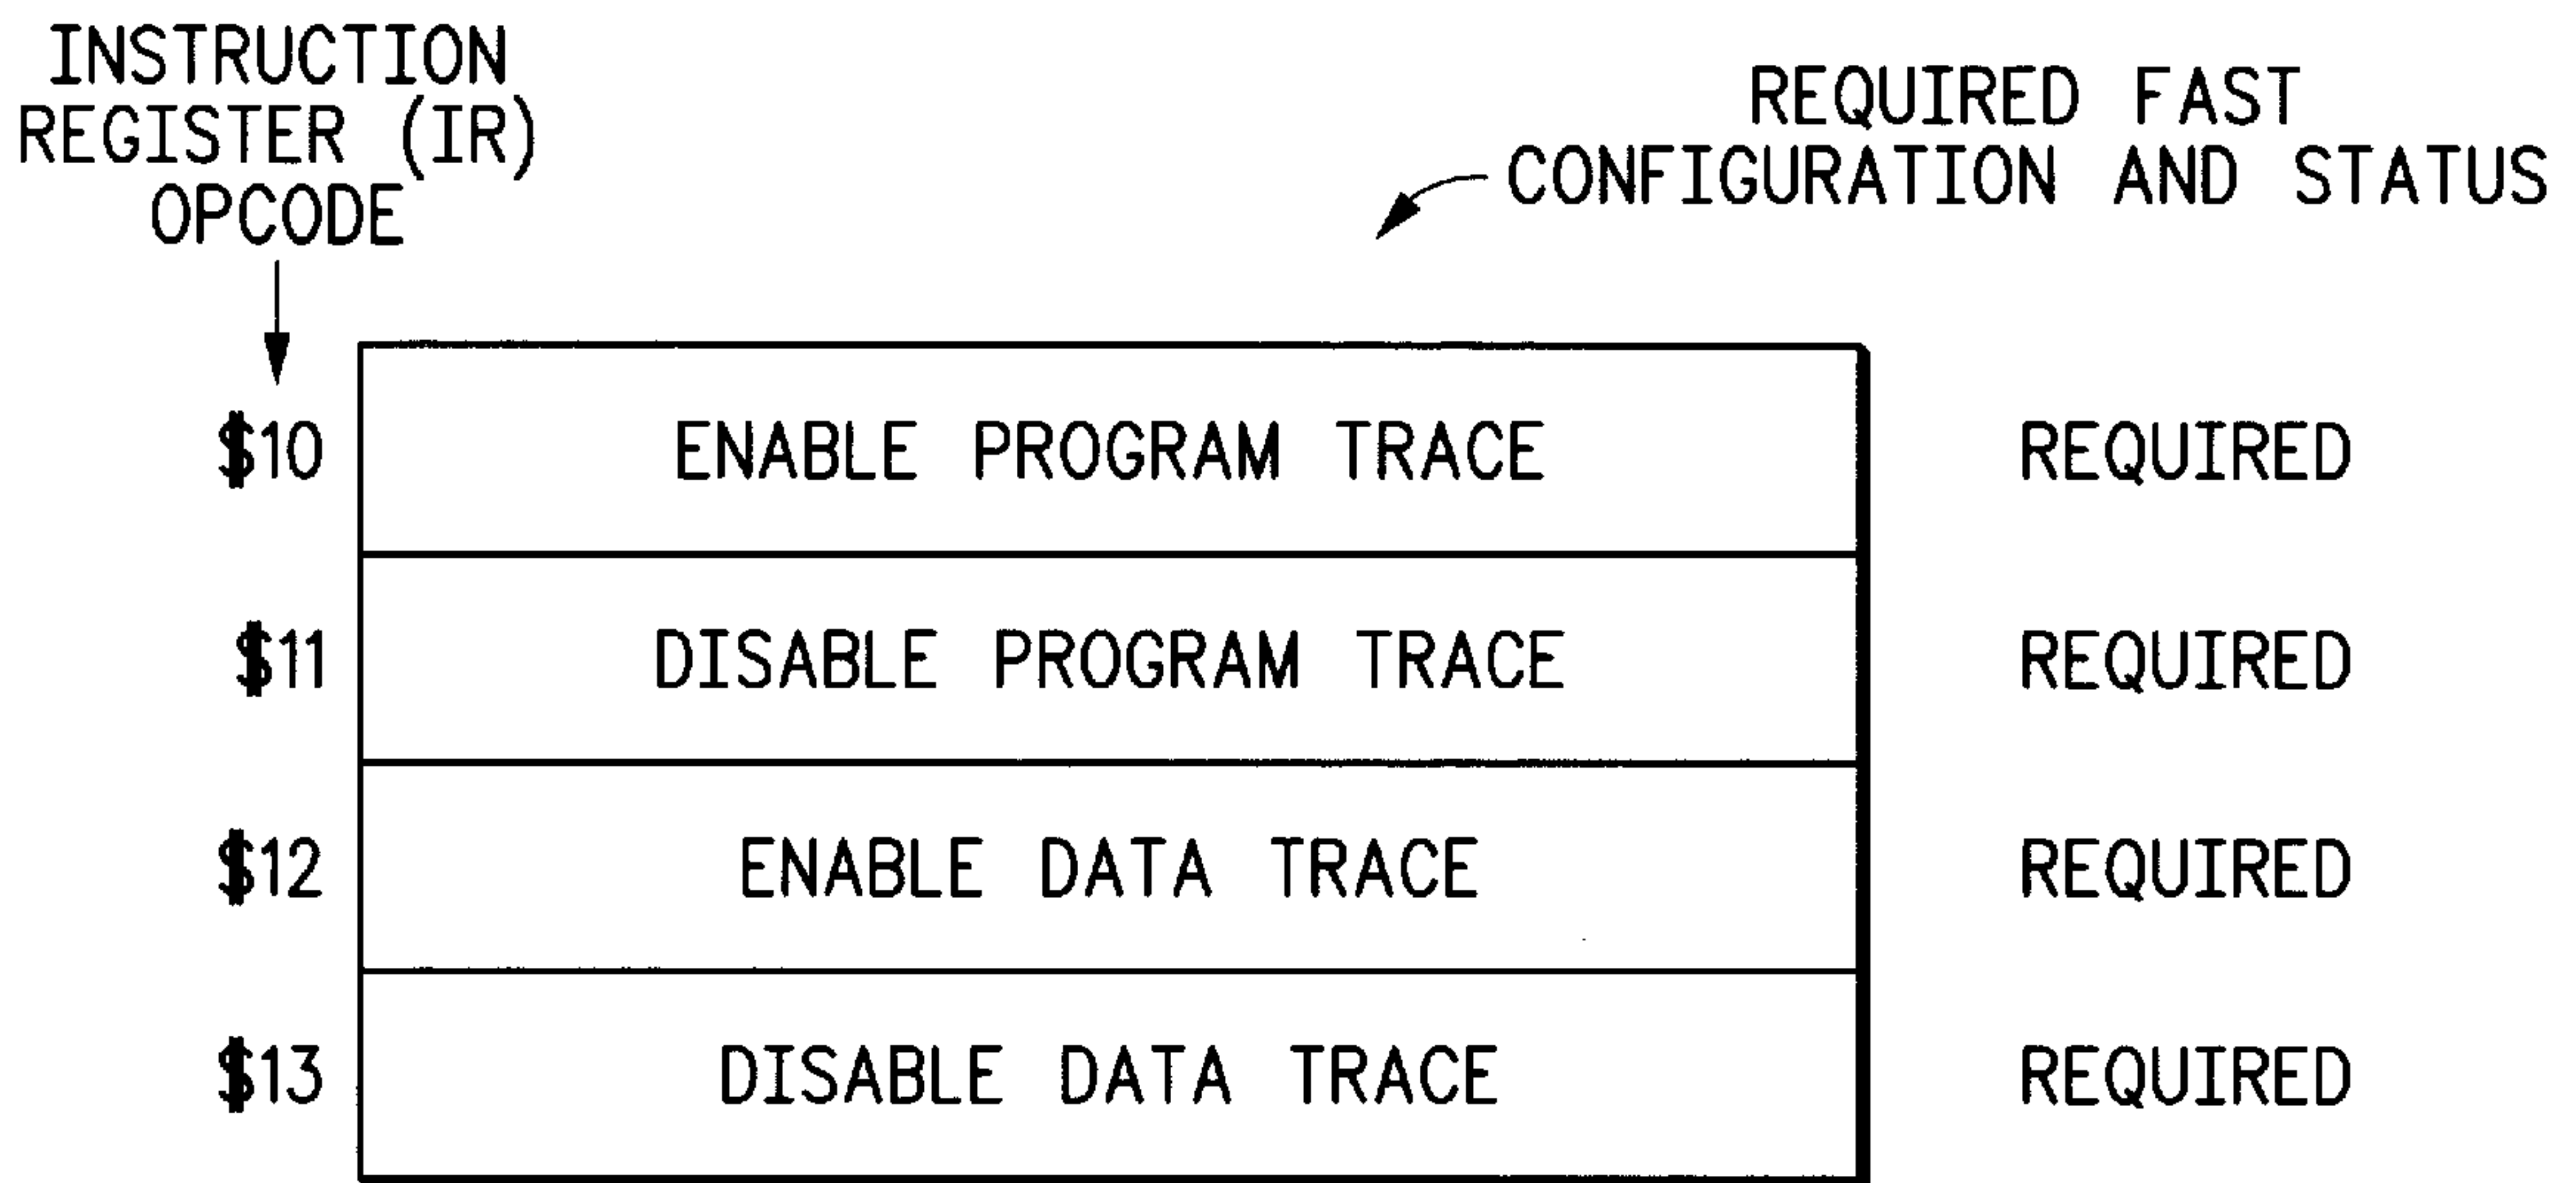 INSTRUCTION
REGISTER (IR)
OPCODE
REQUIRED FAST
CONFIGURATION AND STATUS
$10 ENABLE PROGRAM TRACE REQUIRED
$11 DISABLE PROGRAM TRACE REQUIRED
$12 ENABLE DATA TRACE REQUIRED
$13 DISABLE DATA TRACE REQUIRED